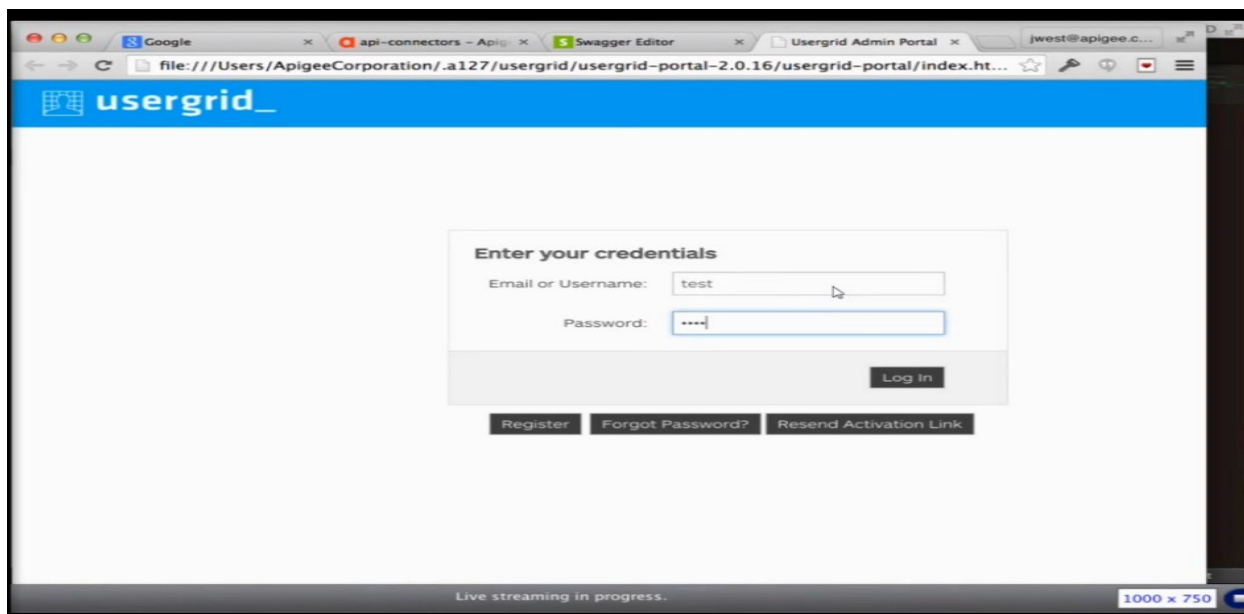 Google
api-connectors - Apig
Swagger Editor
Usergrid Admin Portal
jwest@apigee.c...
file:///Users/ApigeeCorporation/.a127/usergrid/usergrid-portal-2.0.16/usergrid-portal/index.ht...
usergrid_
Enter your credentials
Email or Username: test
Password: ••••
Log In
Register Forgot Password? Resend Activation Link
Live streaming in progress.
1000 x 750